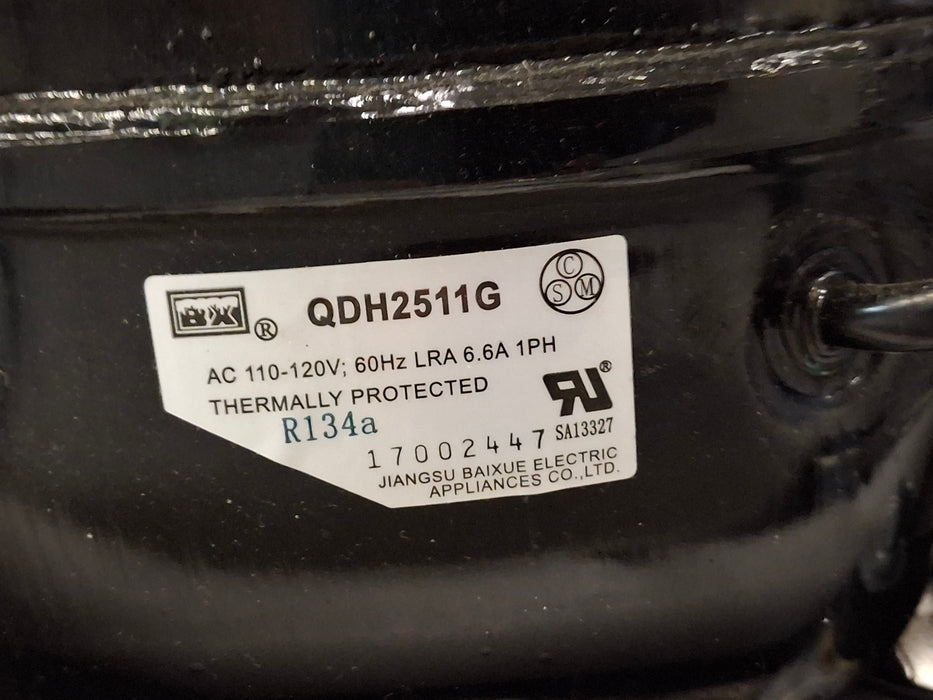 BX ®
QDH2511G
C
S M
AC 110-120V; 60Hz LRA 6.6A 1PH
THERMALLY PROTECTED
R134a
RU®
SA13327
17002447
JIANGSU BAIXUE ELECTRIC
APPLIANCES CO.,LTD.